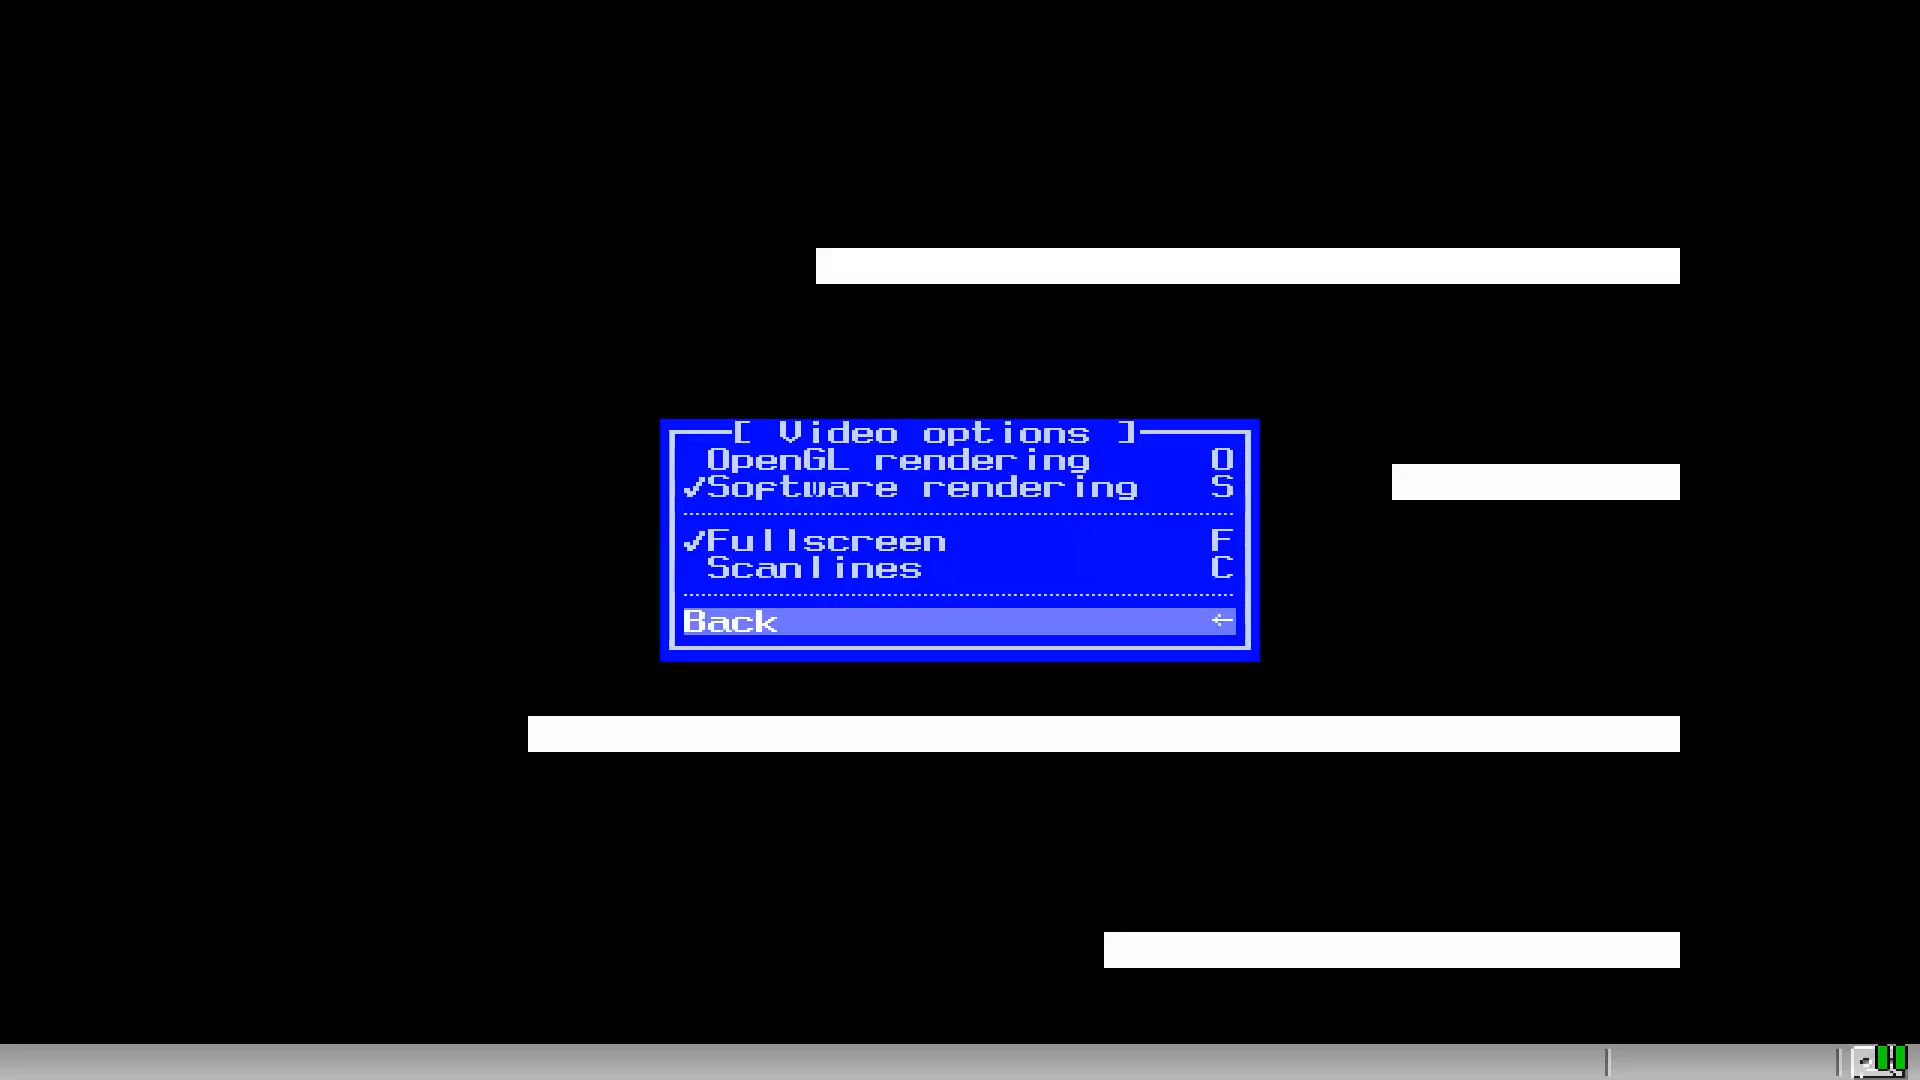 [ Video options ]
OpenGL rendering O
✓Software rendering S
✓Fullscreen F
Scanlines C
Back ←